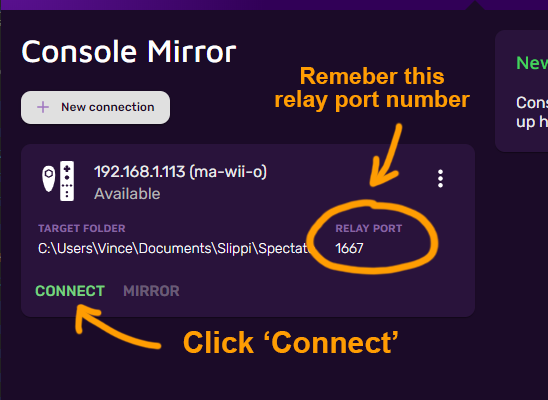 Console Mirror
Remeber this
relay port number
New
+ New connection
Cons
up h
192.168.1.113 (ma-wii-o)
Available
TARGET FOLDER
RELAY PORT
C:\Users\Vince\Documents\Slippi\Spectat
1667
CONNECT
MIRROR
Click ‘Connect’